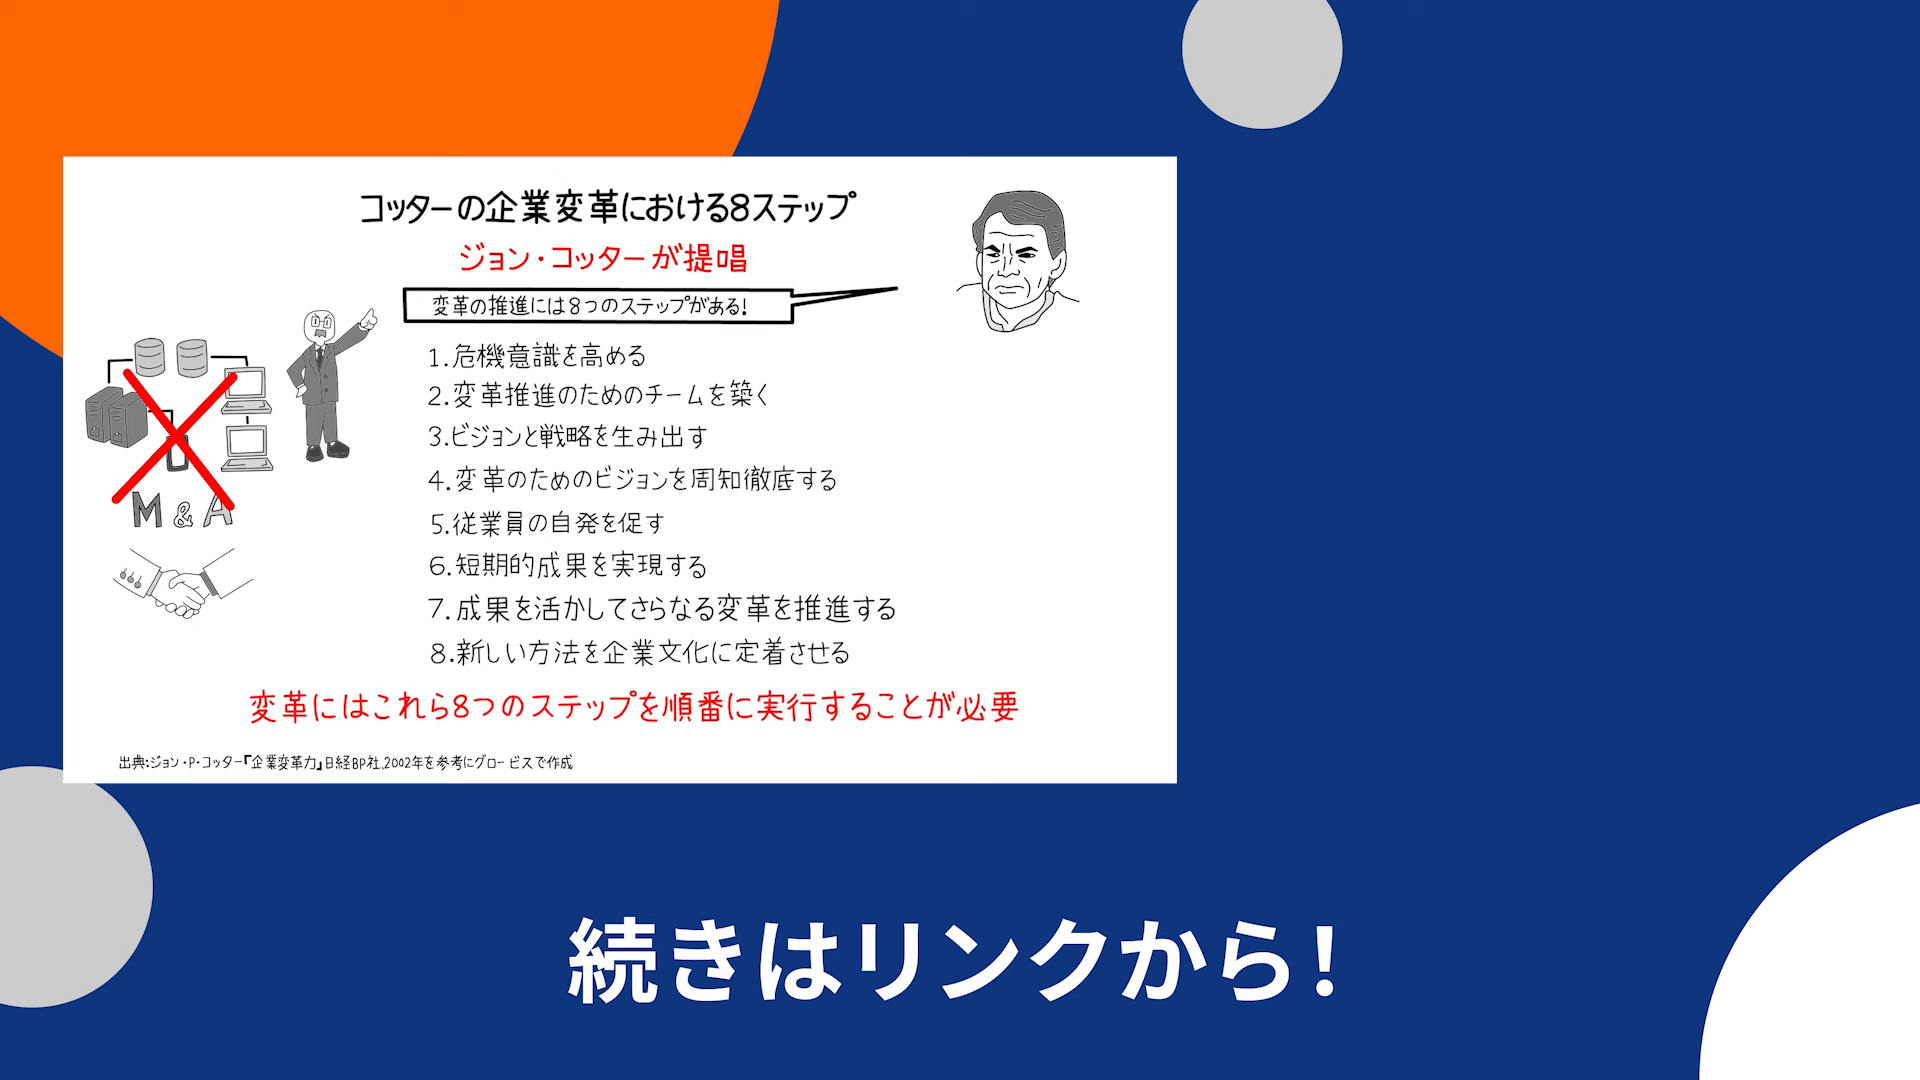 コッターの企業変革における8ステップ
ジョン・コッターが提唱
変革の推進には8つのステップがある!
1.危機意識を高める
2.変革推進のためのチームを築く
3.ビジョンと戦略を生み出す
4.変革のためのビジョンを周知徹底する
5.従業員の自発を促す
6.短期的成果を実現する
7.成果を活かしてさらなる変革を推進する
8.新しい方法を企業文化に定着させる
M&A
変革にはこれら8つのステップを順番に実行することが必要
出典:ジョン・P・コッター『企業変革力』日経BP社,2002年を参考にグロービスで作成
続きはリンクから!